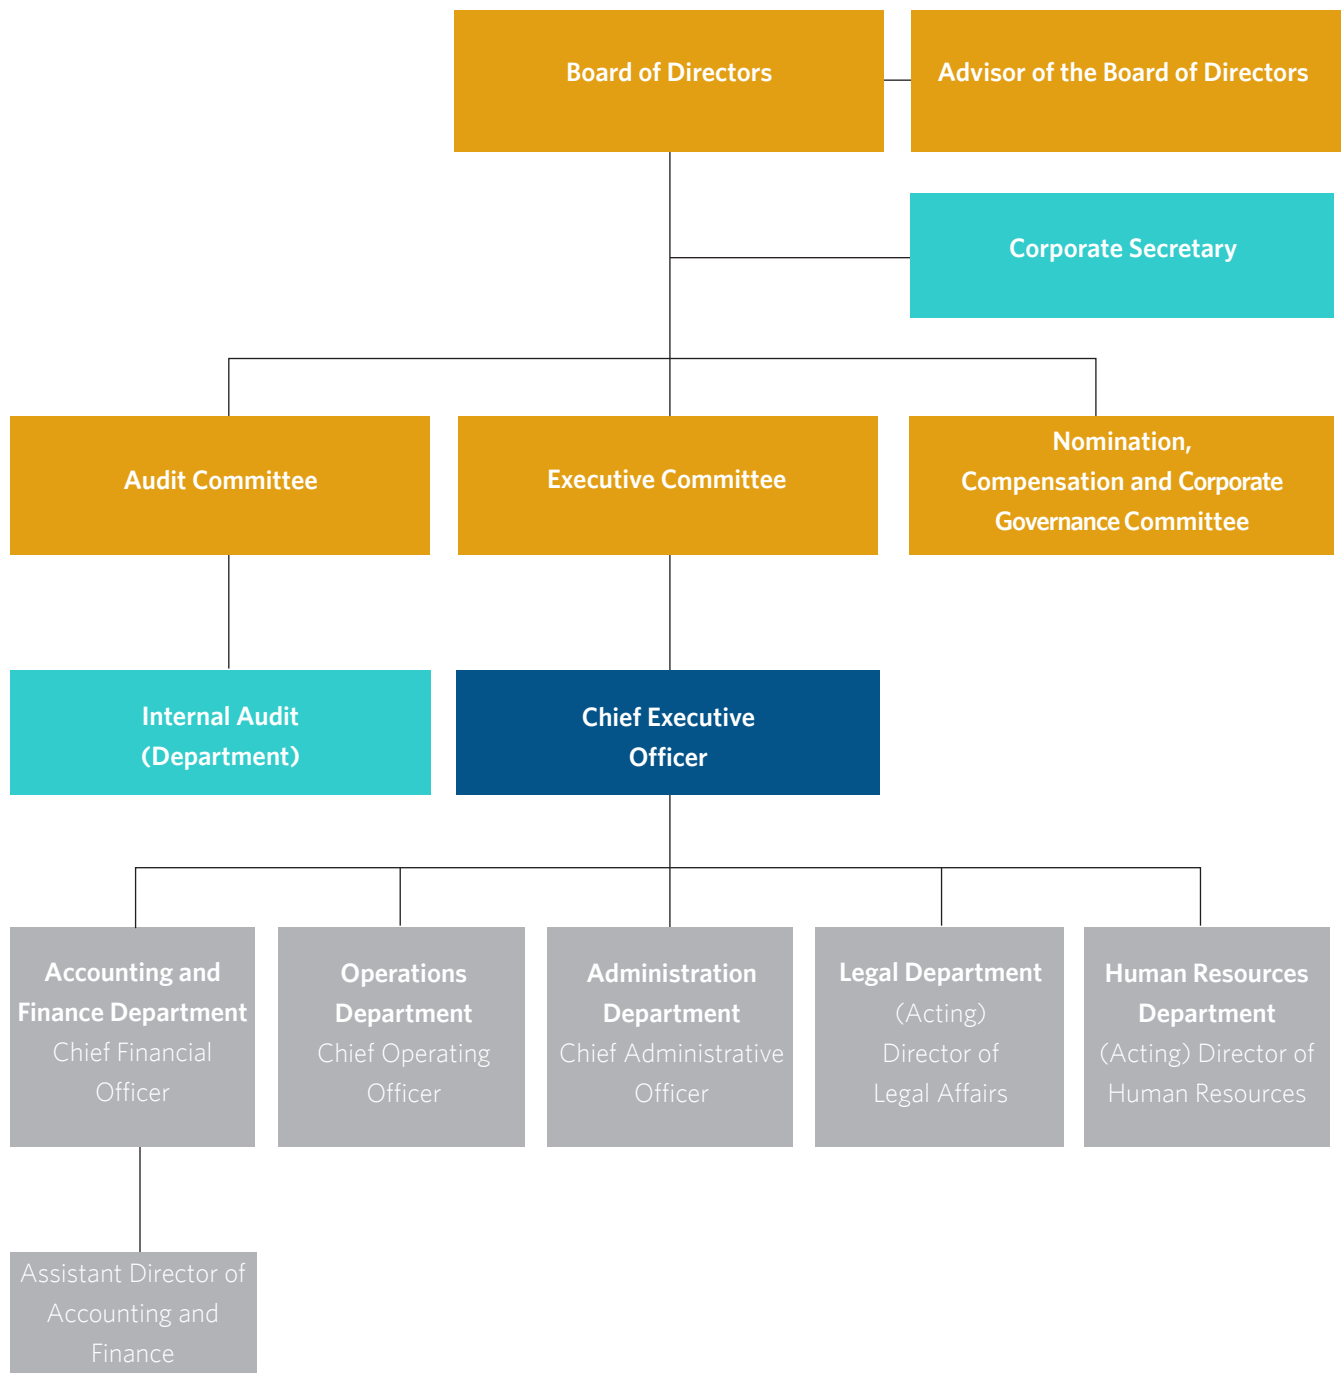 Board of Directors
Advisor of the Board of Directors
Corporate Secretary
Audit Committee
Executive Committee
Nomination,
Compensation and Corporate
Governance Committee
Internal Audit
(Department)
Chief Executive
Officer
Accounting and
Finance Department
Chief Financial
Officer
Operations
Department
Chief Operating
Officer
Administration
Department
Chief Administrative
Officer
Legal Department
(Acting)
Director of
Legal Affairs
Human Resources
Department
(Acting) Director of
Human Resources
Assistant Director of
Accounting and
Finance